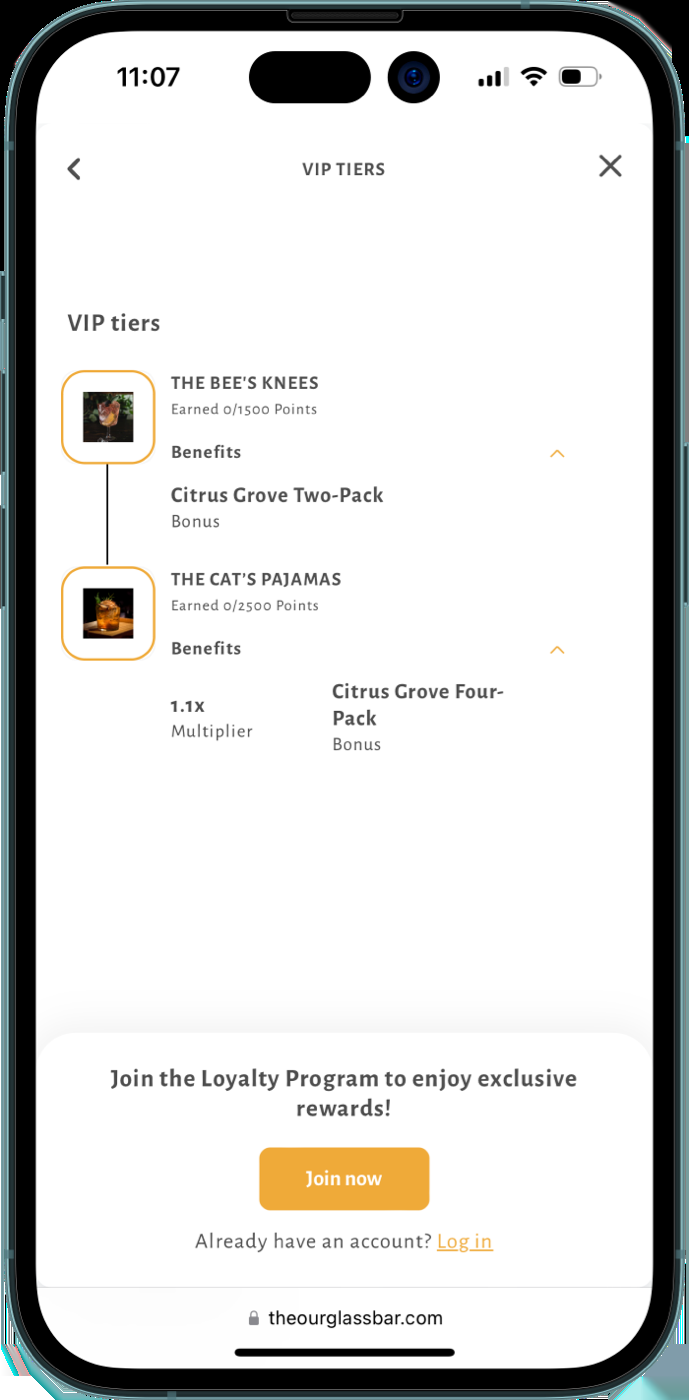 11:07
VIP TIERS
VIP tiers
THE BEE'S KNEES
Earned 0/1500 Points
Benefits
Citrus Grove Two-Pack
Bonus
THE CAT'S PAJAMAS
Earned 0/2500 Points
Benefits
1.1x
Multiplier
Citrus Grove Four-
Pack
Bonus
Join the Loyalty Program to enjoy exclusive
rewards!
Join now
Already have an account? Log in
theourglassbar.com